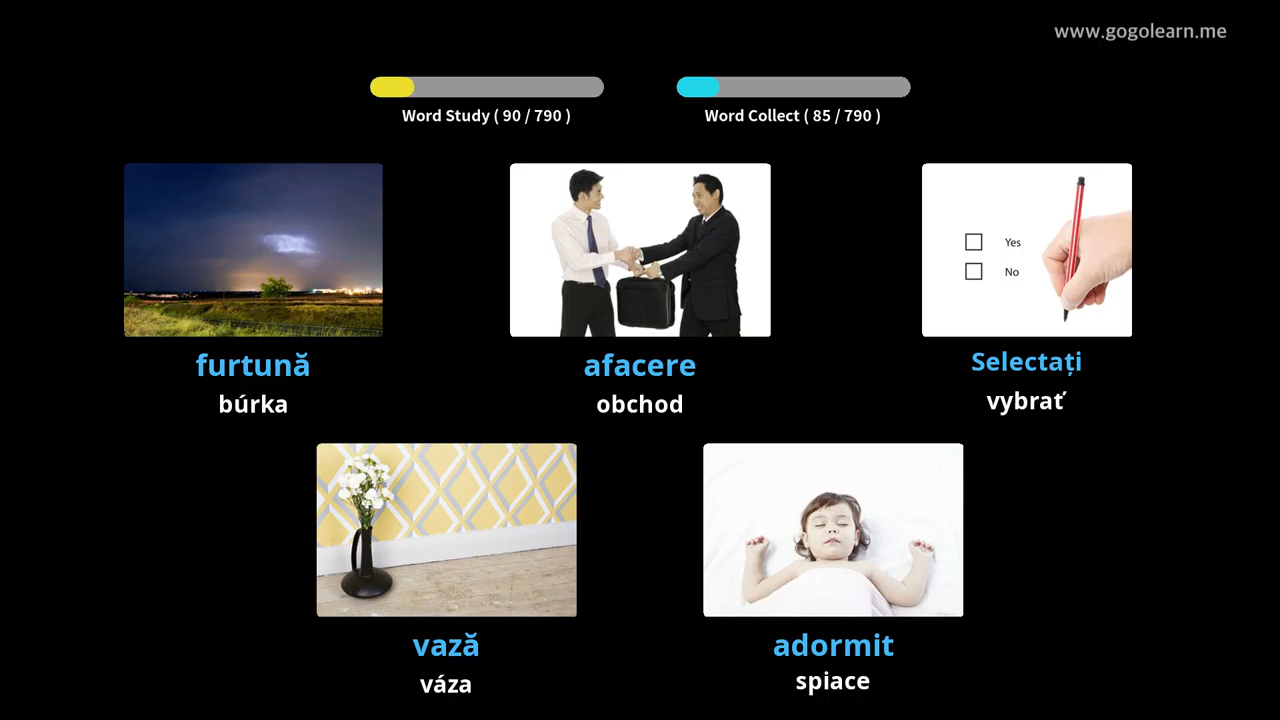 www.gogolearn.me
Word Study ( 90 / 790 )
Word Collect ( 85 / 790 )
Yes
No
furtună
afacere
Selectați
búrka
obchod
vybrať
vază
adormit
váza
spiace